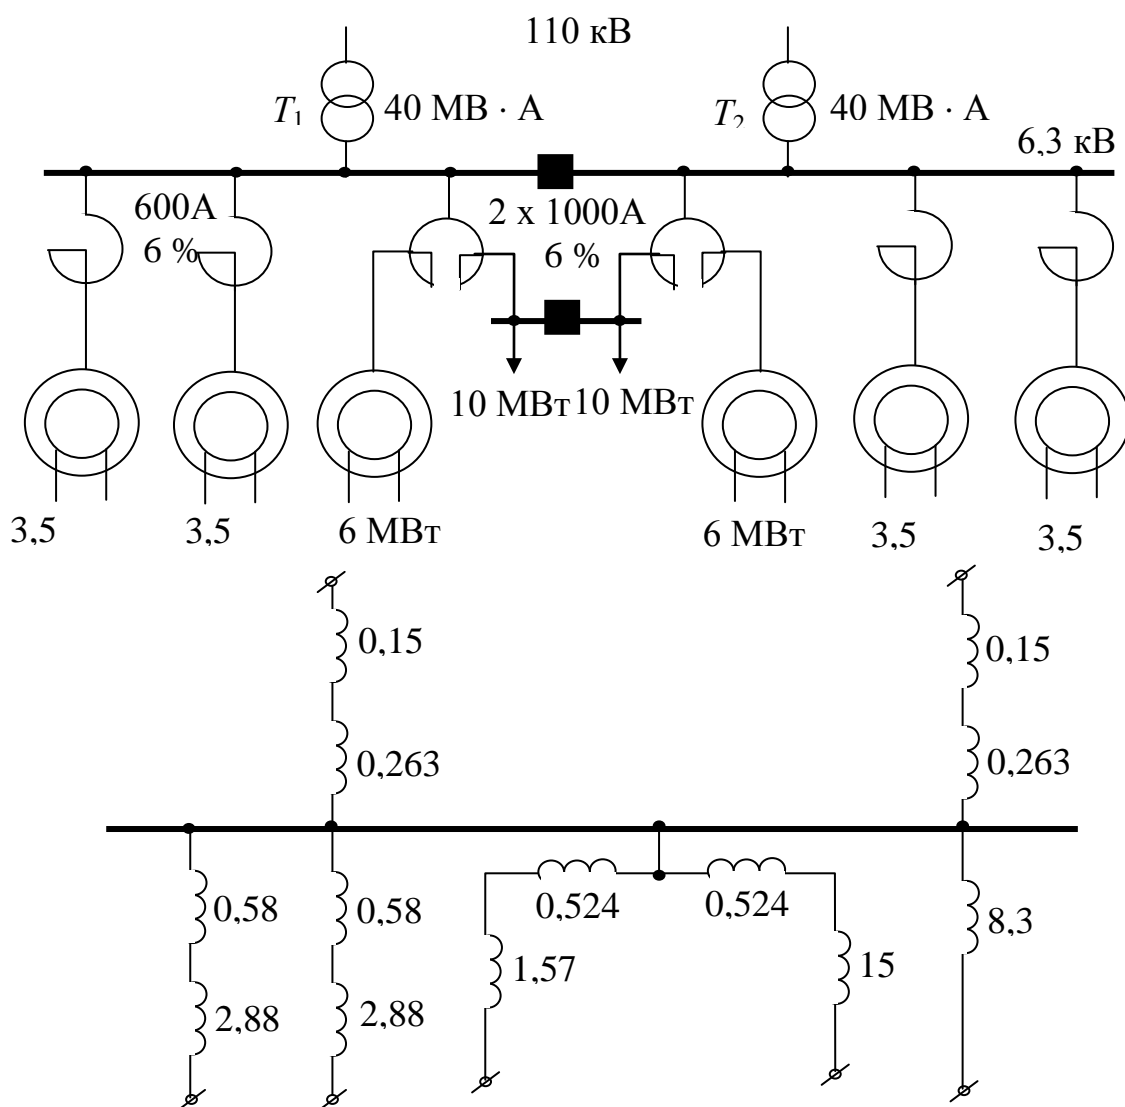 110 кВ
T₁ 40 МВ · А T₂ 40 МВ · А
6,3 кВ
600А 2 х 1000А
6 % 6 %
10 МВт 10 МВт
3,5 3,5 6 МВт 6 МВт 3,5 3,5
0,15 0,15
0,263 0,263
0,58 0,58 0,524 0,524 8,3
1,57 15
2,88 2,88